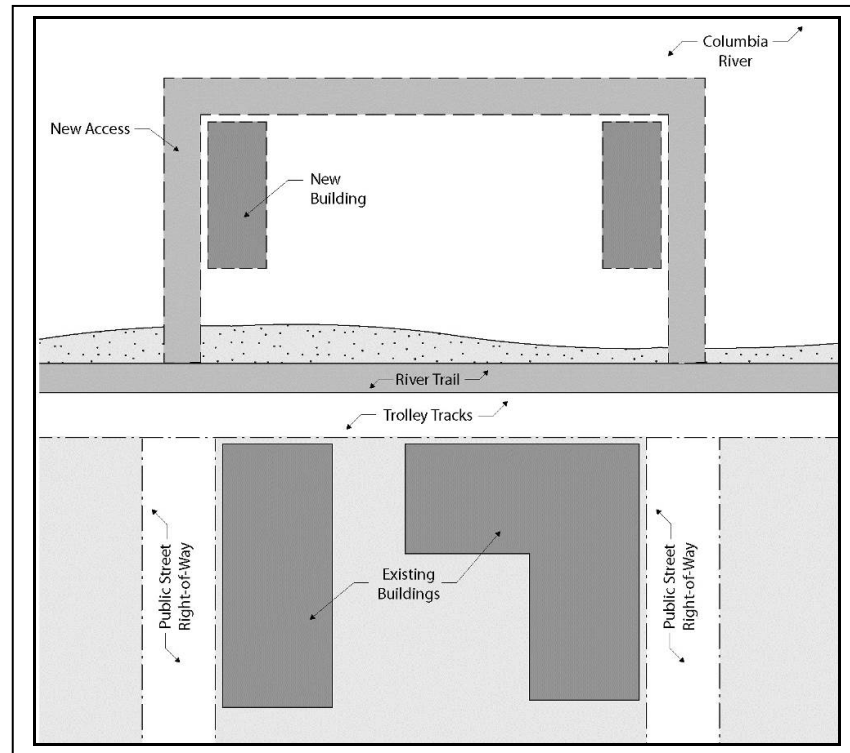 Columbia
River
New Access
New
Building
River Trail
Trolley Tracks
Public Street
Right-of-Way
Existing
Buildings
Public Street
Right-of-Way